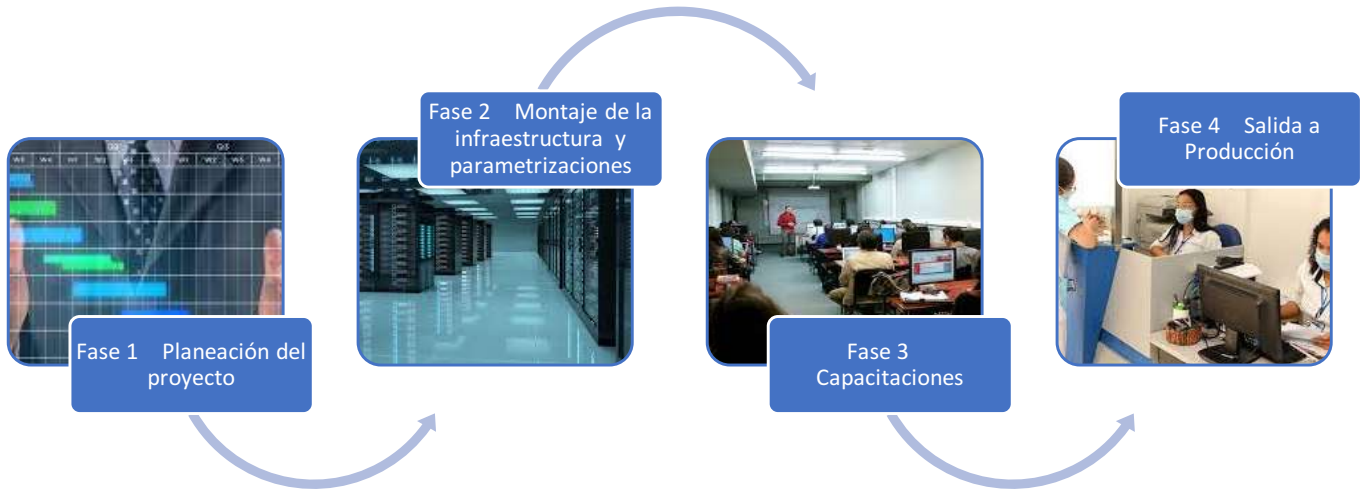 Fase 1 Planeación del
proyecto
Fase 2 Montaje de la
infraestructura y
parametrizaciones
Fase 3
Capacitaciones
Fase 4 Salida a
Producción